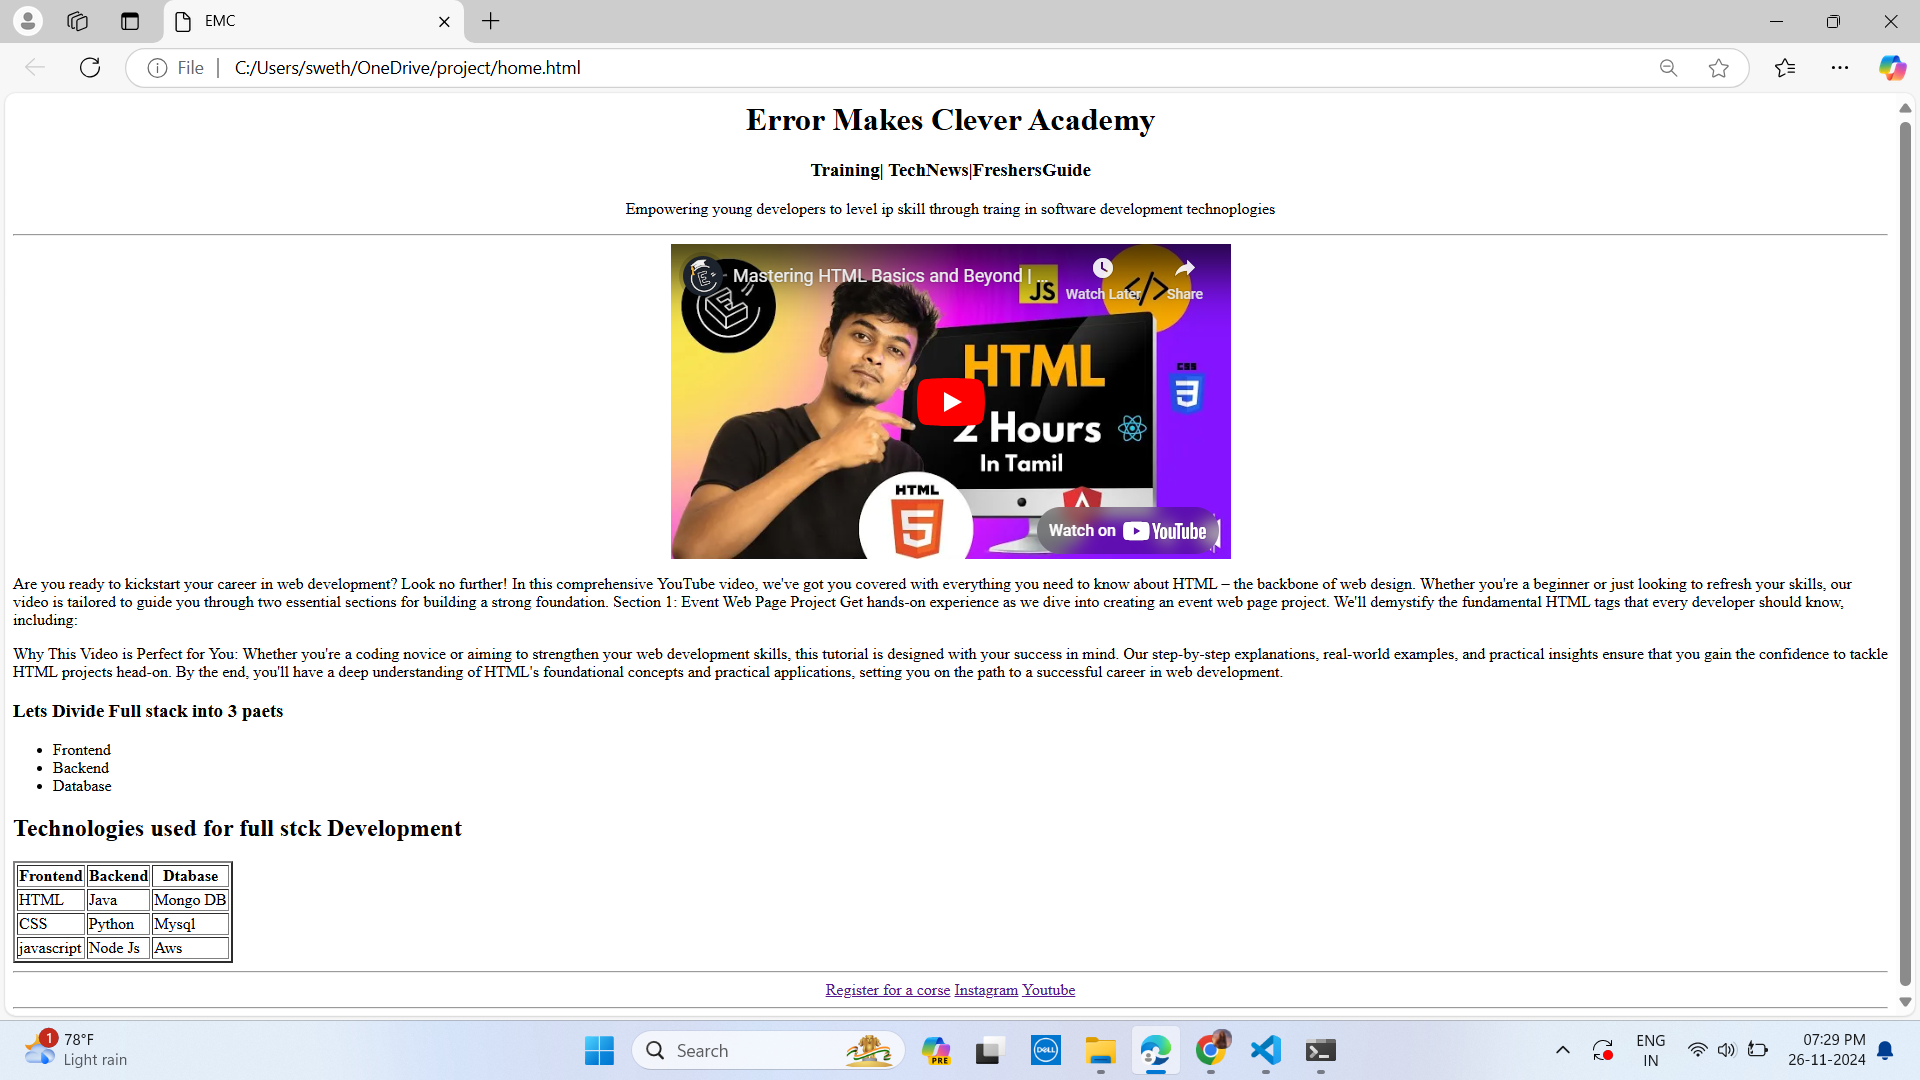 EMC
File
C:/Users/sweth/OneDrive/project/home.html
Error Makes Clever Academy
Training| TechNews|FreshersGuide
Empowering young developers to level ip skill through traing in software development technoplogies
Mastering HTML Basics and Beyond | ...
Watch Later
Share
JS
</>
E
HTML
2 Hours
In Tamil
CSS
3
HTML
5
Watch on YouTube
Are you ready to kickstart your career in web development? Look no further! In this comprehensive YouTube video, we've got you covered with everything you need to know about HTML – the backbone of web design. Whether you're a beginner or just looking to refresh your skills, our
video is tailored to guide you through two essential sections for building a strong foundation. Section 1: Event Web Page Project Get hands-on experience as we dive into creating an event web page project. We'll demystify the fundamental HTML tags that every developer should know,
including:
Why This Video is Perfect for You: Whether you're a coding novice or aiming to strengthen your web development skills, this tutorial is designed with your success in mind. Our step-by-step explanations, real-world examples, and practical insights ensure that you gain the confidence to tackle
HTML projects head-on. By the end, you'll have a deep understanding of HTML's foundational concepts and practical applications, setting you on the path to a successful career in web development.
Lets Divide Full stack into 3 paets
• Frontend
• Backend
• Database
Technologies used for full stck Development
Frontend Backend Dtabase
HTML Java Mongo DB
CSS Python Mysql
javascript Node Js Aws
Register for a corse Instagram Youtube
1
78°F
Light rain
Search
PRE
DELL
ENG
IN
07:29 PM
26-11-2024